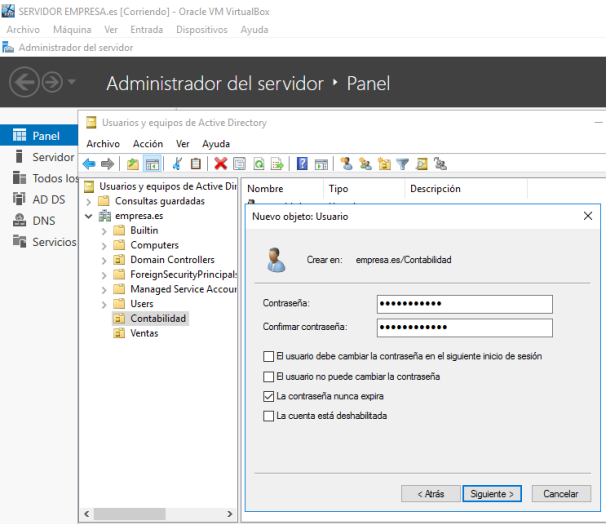 SERVIDOR EMPRESA.es [Corriendo] - Oracle VM VirtualBox
Archivo Máquina Ver Entrada Dispositivos Ayuda
Administrador del servidor
Administrador del servidor • Panel
Usuarios y equipos de Active Directory
Archivo Acción Ver Ayuda
Panel
Servidor
Todos los
AD DS
DNS
Servicios
Usuarios y equipos de Active Dir
Consultas guardadas
empresa.es
Builtin
Computers
Domain Controllers
ForeignSecurityPrincipals
Managed Service Accour
Users
Contabilidad
Ventas
Nombre Tipo Descripción
Nuevo objeto: Usuario
Crear en: empresa.es/Contabilidad
Contraseña: ●●●●●●●●●●●
Confirmar contraseña: ●●●●●●●●●●●●
El usuario debe cambiar la contraseña en el siguiente inicio de sesión
El usuario no puede cambiar la contraseña
La contraseña nunca expira
La cuenta está deshabilitada
< Atrás Siguiente > Cancelar